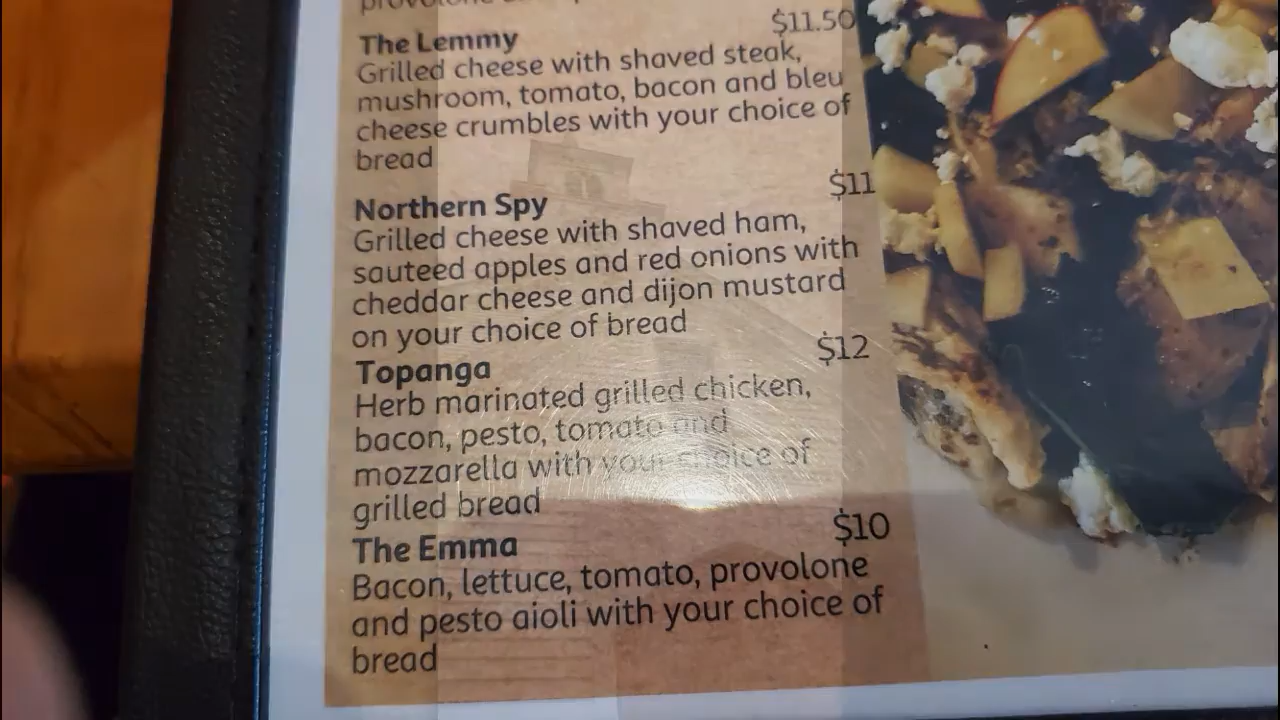 $11.50
The Lemmy
Grilled cheese with shaved steak,
mushroom, tomato, bacon and bleu
cheese crumbles with your choice of
bread
$11
Northern Spy
Grilled cheese with shaved ham,
sauteed apples and red onions with
cheddar cheese and dijon mustard
on your choice of bread
$12
Topanga
Herb marinated grilled chicken,
bacon, pesto, tomato and
mozzarella with your choice of
grilled bread
$10
The Emma
Bacon, lettuce, tomato, provolone
and pesto aioli with your choice of
bread